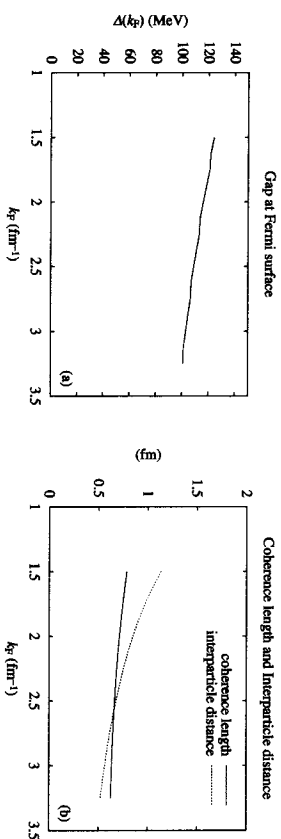 Gap at Fermi surface
Δ(kF) (MeV)
140
120
100
80
60
40
20
0
1
1.5
2
2.5
3
3.5
kF (fm⁻¹)
(a)
Coherence length and Interparticle distance
(fm)
2
1.5
1
0.5
0
coherence length
interparticle distance
1
1.5
2
2.5
3
3.5
kF (fm⁻¹)
(b)